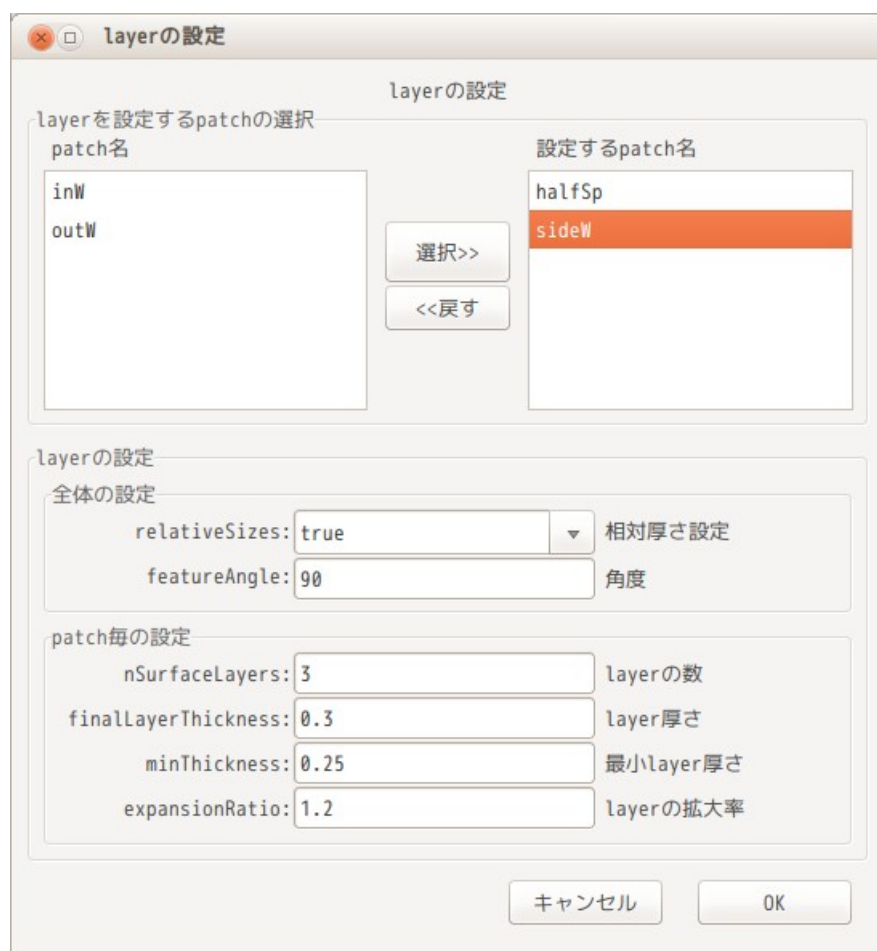 layerの設定
layerの設定
layerを設定するpatchの選択
patch名
設定するpatch名
inW
outW
選択>>
<<戻す
halfSp
sideW
layerの設定
全体の設定
relativeSizes: true 相対厚さ設定
featureAngle: 90 角度
patch毎の設定
nSurfaceLayers: 3 layerの数
finalLayerThickness: 0.3 layer厚さ
minThickness: 0.25 最小layer厚さ
expansionRatio: 1.2 layerの拡大率
キャンセル OK